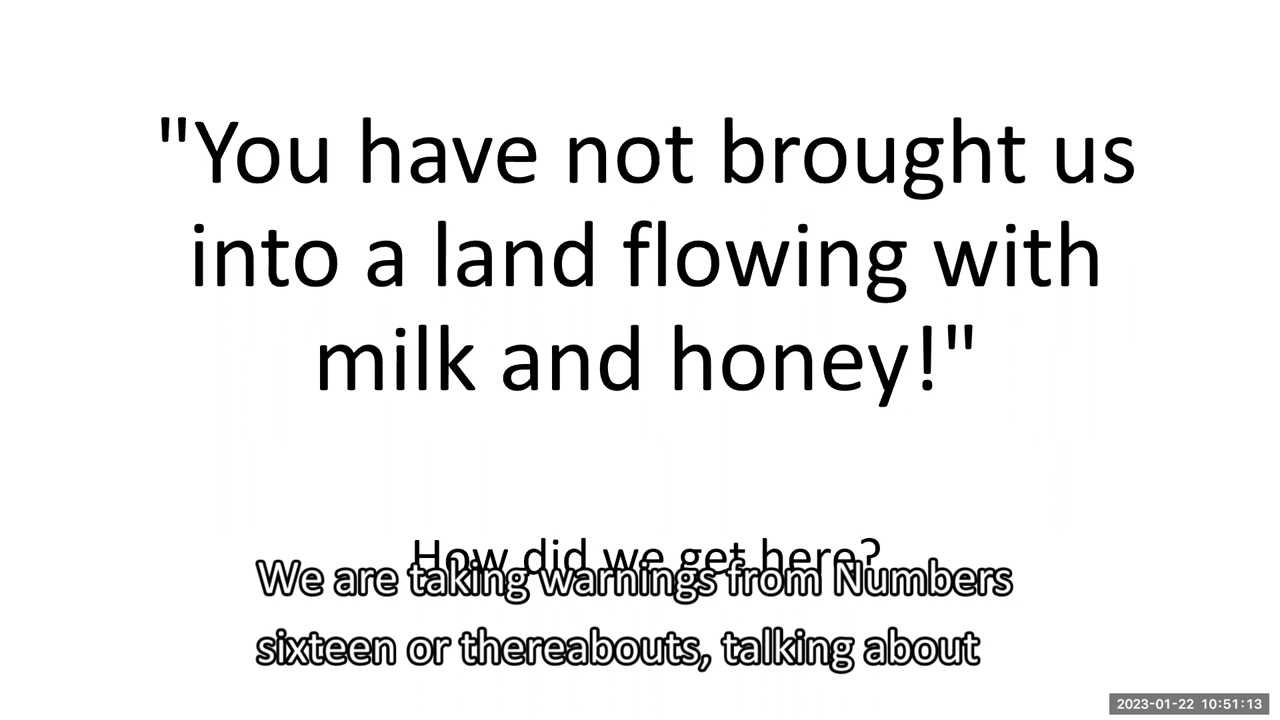 "You have not brought us
into a land flowing with
milk and honey!"
How did we get here?
We are taking warnings from Numbers
sixteen or thereabouts, talking about
2023-01-22 10:51:13